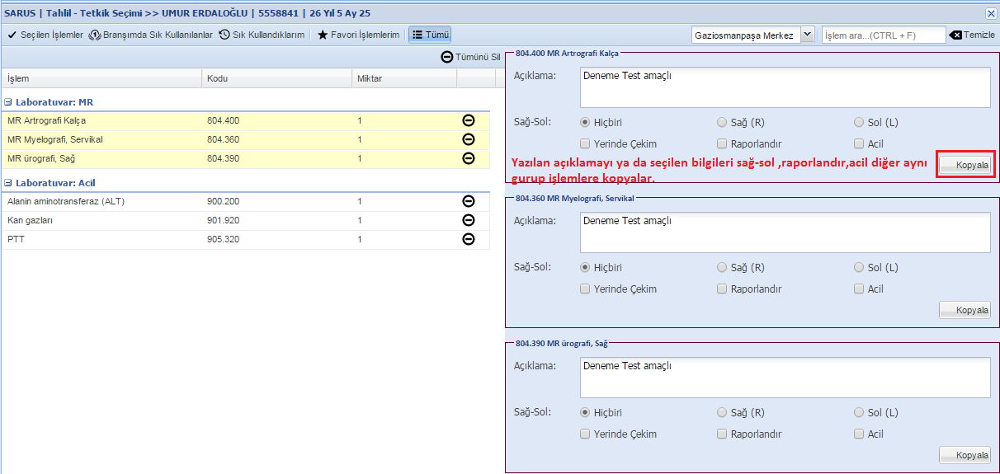 SARUS | Tahlil - Tetkik Seçimi >> UMUR ERDALOĞLU | 5558841 | 26 Yıl 5 Ay 25
Seçilen İşlemler Branşımda Sık Kullanılanlar Sık Kullandıklarım Favori İşlemlerim Tümü Gaziosmanpaşa Merkez İşlem ara...(CTRL + F) Temizle
Tümünü Sil
İşlem Kodu Miktar
Laboratuvar: MR
MR Artrografi Kalça 804.400 1
MR Myelografi, Servikal 804.360 1
MR ürografi, Sağ 804.390 1
Laboratuvar: Acil
Alanin aminotransferaz (ALT) 900.200 1
Kan gazları 901.920 1
PTT 905.320 1
804.400 MR Artrografi Kalça
Açıklama: Deneme Test amaçlı
Sağ-Sol: Hiçbiri Sağ (R) Sol (L)
Yerinde Çekim Raporlandır Acil
Yazılan açıklamayı ya da seçilen bilgileri sağ-sol ,raporlandır,acil diğer aynı
gurup işlemlere kopyalar.
Kopyala
804.360 MR Myelografi, Servikal
Açıklama: Deneme Test amaçlı
Sağ-Sol: Hiçbiri Sağ (R) Sol (L)
Yerinde Çekim Raporlandır Acil
Kopyala
804.390 MR ürografi, Sağ
Açıklama: Deneme Test amaçlı
Sağ-Sol: Hiçbiri Sağ (R) Sol (L)
Yerinde Çekim Raporlandır Acil
Kopyala